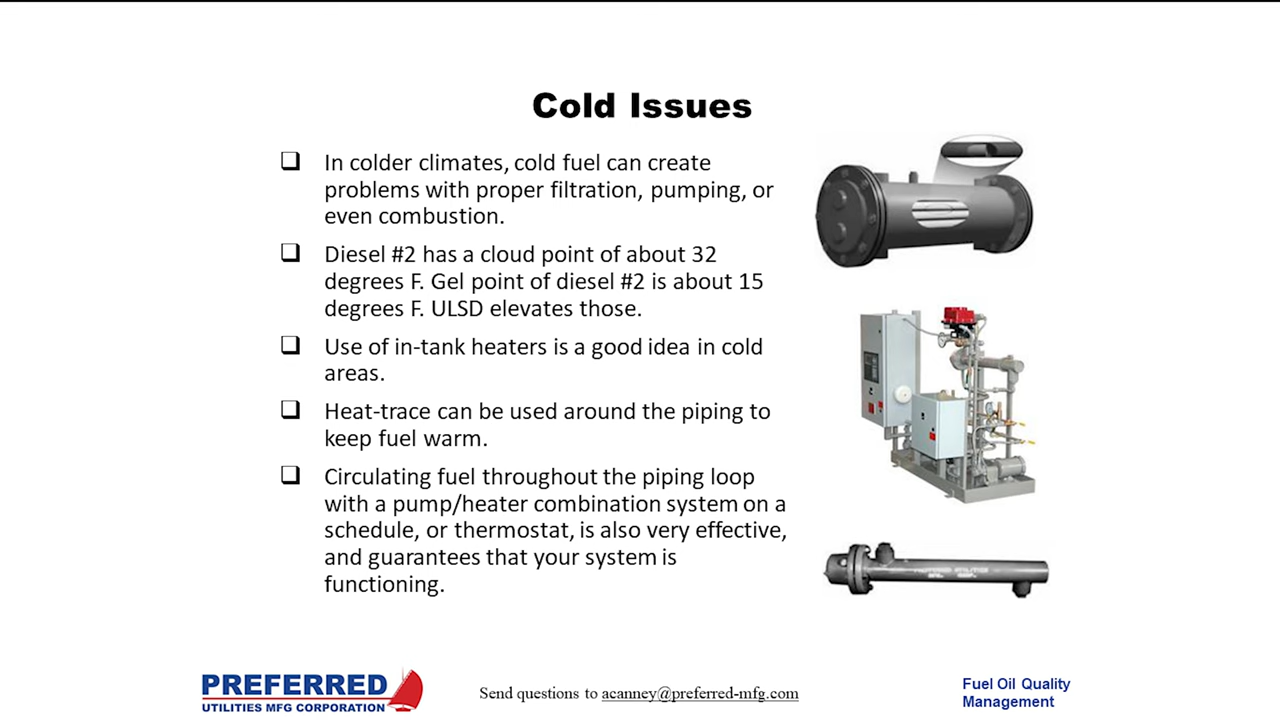 Cold Issues
❑ In colder climates, cold fuel can create
problems with proper filtration, pumping, or
even combustion.
❑ Diesel #2 has a cloud point of about 32
degrees F. Gel point of diesel #2 is about 15
degrees F. ULSD elevates those.
❑ Use of in-tank heaters is a good idea in cold
areas.
❑ Heat-trace can be used around the piping to
keep fuel warm.
❑ Circulating fuel throughout the piping loop
with a pump/heater combination system on a
schedule, or thermostat, is also very effective,
and guarantees that your system is
functioning.
PREFERRED UTILITIES
PREFERRED
UTILITIES MFG CORPORATION
Send questions to acanney@preferred-mfg.com
Fuel Oil Quality
Management